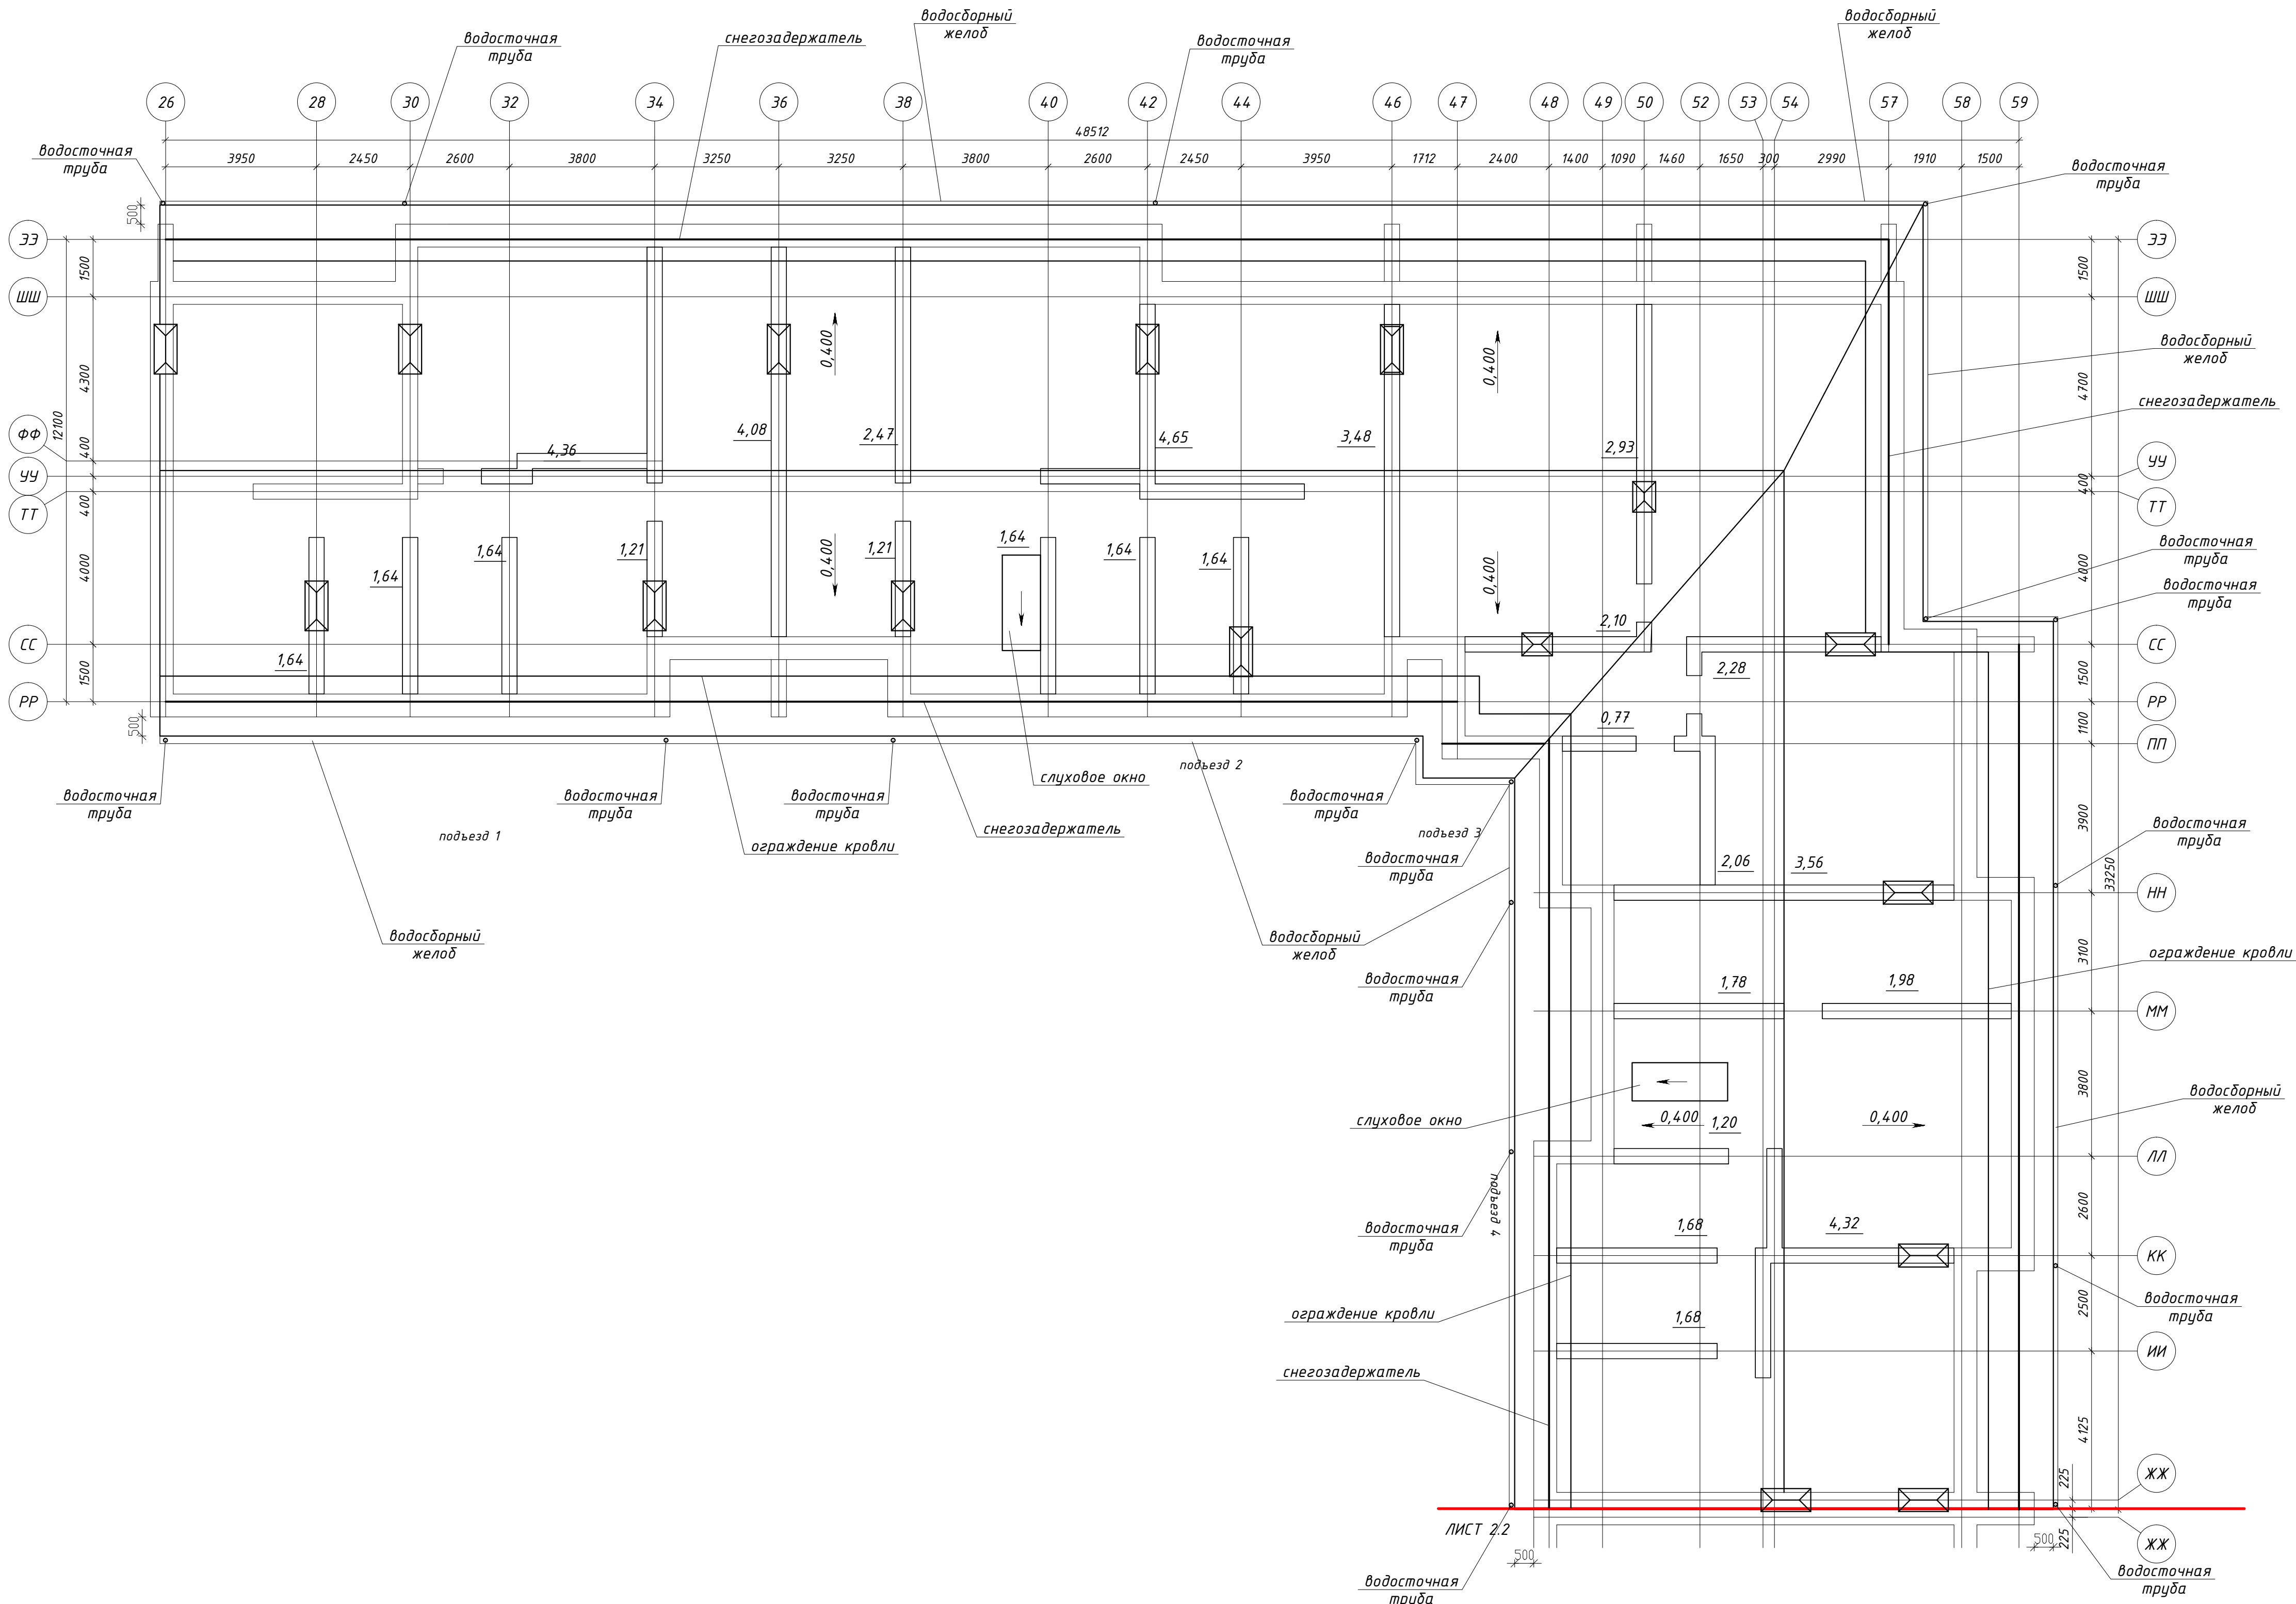 водосборный
желоб
водосборный
желоб
водосточная
труба
снегозадержатель
водосточная
труба
26
28
30
32
34
36
38
40
42
44
46
47
48
49
50
52
53
54
57
58
59
48512
3950
2450
2600
3800
3250
3250
3800
2600
2450
3950
1712
2400
1400
1090
1460
1650
300
2990
1910
1500
водосточная
труба
водосточная
труба
500
ЭЭ
ЭЭ
1500
1500
ШШ
ШШ
0,400
0,400
водосборный
желоб
4300
4700
снегозадержатель
12100
ФФ
400
4,36
4,08
2,47
4,65
3,48
2,93
УУ
УУ
400
400
ТТ
ТТ
1,64
1,64
1,21
1,21
1,64
1,64
1,64
0,400
0,400
4000
4000
водосточная
труба
водосточная
труба
2,10
СС
СС
1,64
2,28
1500
1500
РР
РР
500
0,77
1100
ПП
подъезд 2
слуховое окно
водосточная
труба
водосточная
труба
водосточная
труба
водосточная
труба
подъезд 1
снегозадержатель
подъезд 3
ограждение кровли
водосточная
труба
3900
водосточная
труба
2,06
3,56
33250
НН
водосборный
желоб
водосборный
желоб
3100
ограждение кровли
водосточная
труба
1,78
1,98
ММ
3800
водосборный
желоб
слуховое окно
0,400
1,20
0,400
ЛЛ
подъезд 4
2600
водосточная
труба
1,68
4,32
КК
2500
водосточная
труба
ограждение кровли
1,68
ИИ
снегозадержатель
4125
225
ЖЖ
ЛИСТ 2.2
225
ЖЖ
500
500
водосточная
труба
водосточная
труба